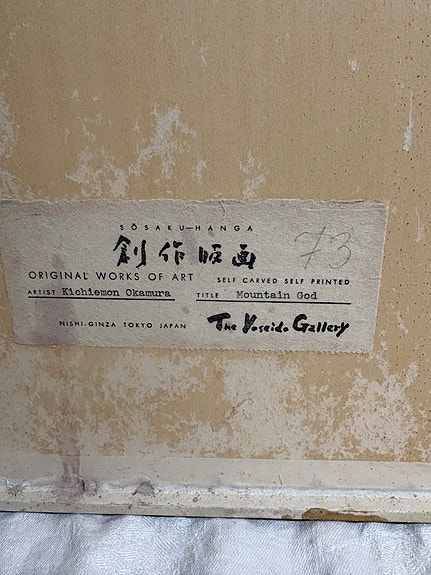 SŌSAKU—HANGA
創作版画 73
ORIGINAL WORKS OF ART SELF CARVED SELF PRINTED
ARTIST Kichiemon Okamura TITLE Mountain God
NISHI-GINZA TOKYO JAPAN The Yoseido Gallery